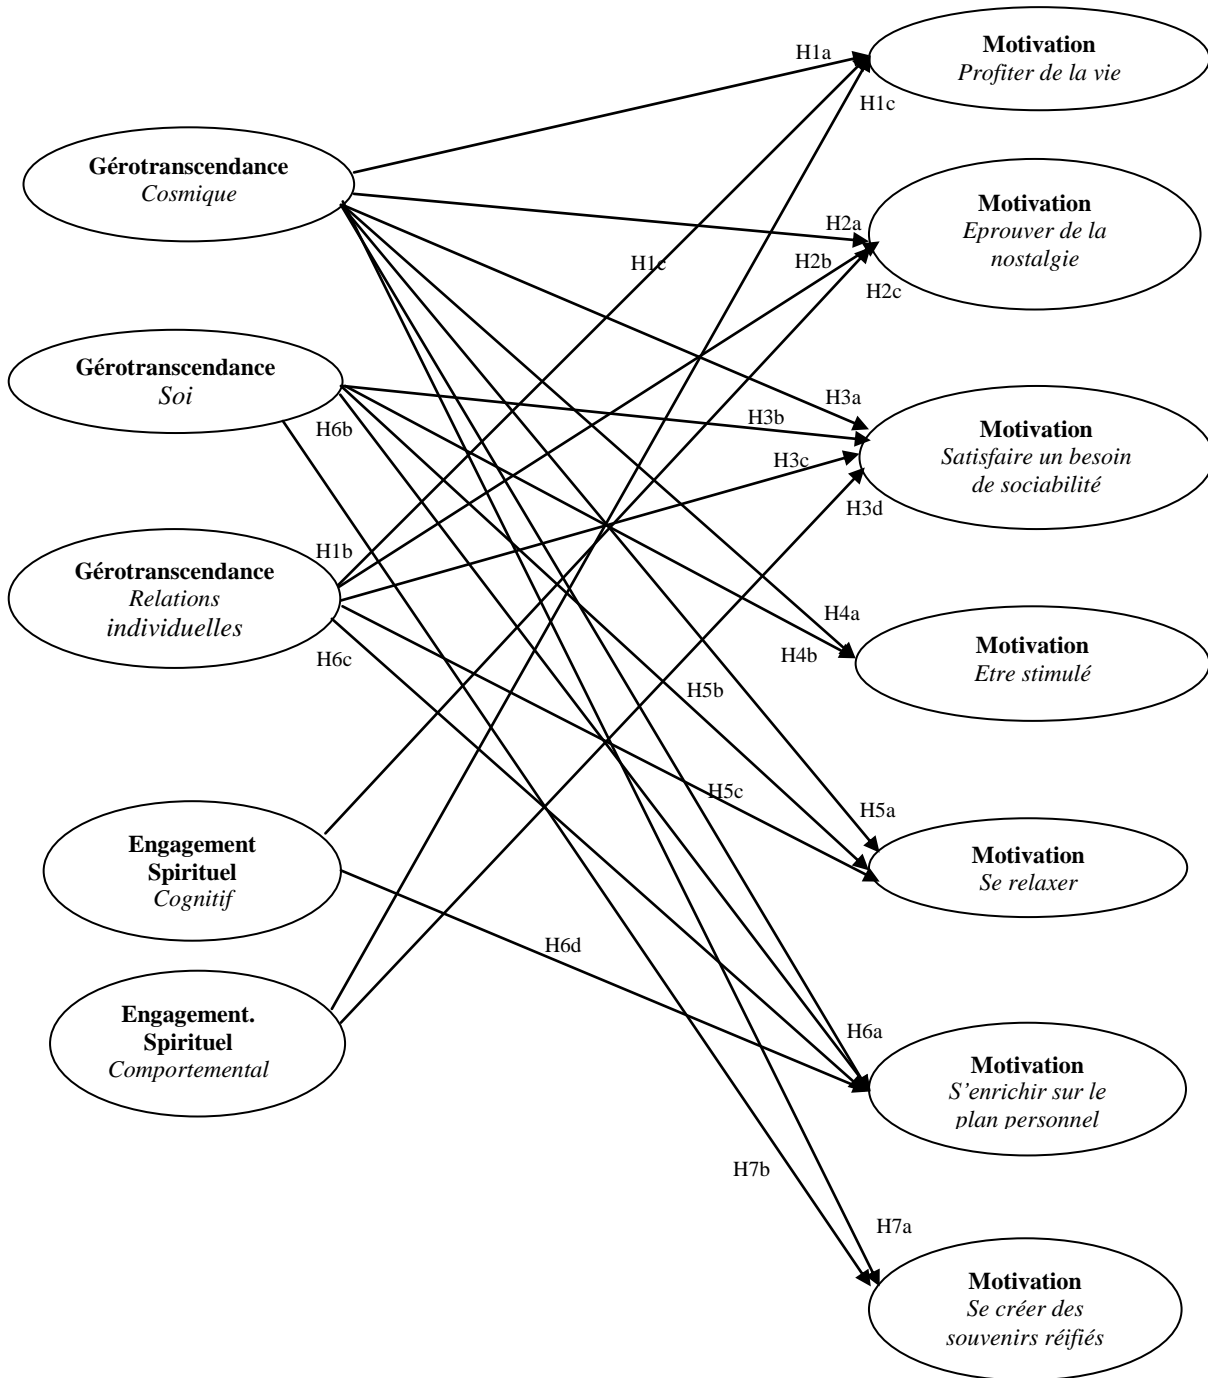 H1a
Motivation
Profiter de la vie
H1c
Gérotranscendance
Cosmique
Motivation
Eprouver de la
nostalgie
H2a
H1c
H2b
H2c
Gérotranscendance
Soi
H6b
H3a
H3b
H3c
H3d
Motivation
Satisfaire un besoin
de sociabilité
H1b
Gérotranscendance
Relations
individuelles
H6c
H4a
H4b
Motivation
Etre stimulé
H5b
H5c
H5a
Engagement
Spirituel
Cognitif
Motivation
Se relaxer
H6d
Engagement.
Spirituel
Comportemental
H6a
Motivation
S’enrichir sur le
plan personnel
H7b
H7a
Motivation
Se créer des
souvenirs réifiés